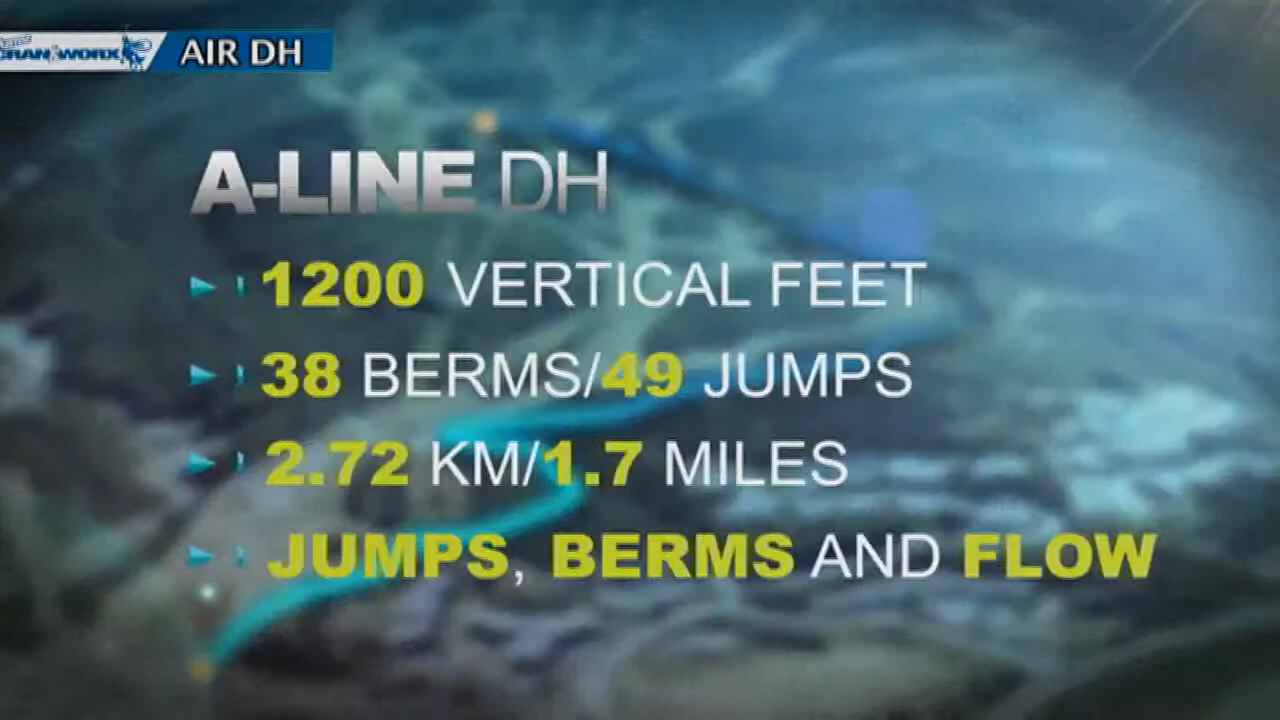 CRANKWORX
AIR DH
A-LINE DH
1200 VERTICAL FEET
38 BERMS/49 JUMPS
2.72 KM/1.7 MILES
JUMPS, BERMS AND FLOW